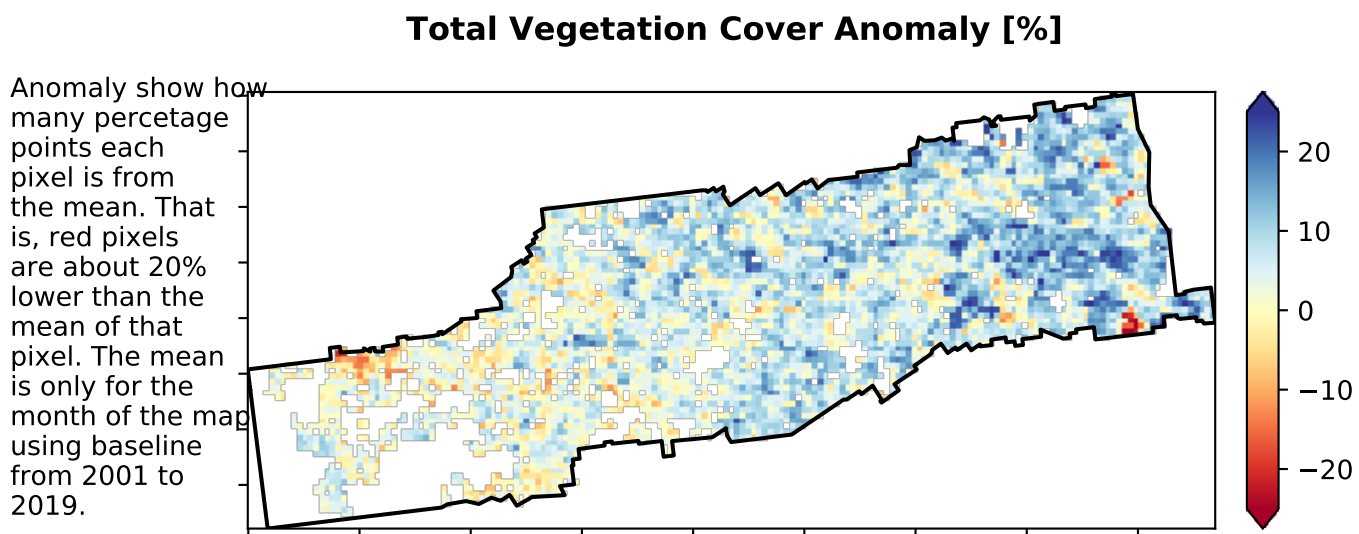 Total Vegetation Cover Anomaly [%]
Anomaly show how
many percetage
points each
pixel is from
the mean. That
is, red pixels
are about 20%
lower than the
mean of that
pixel. The mean
is only for the
month of the map
using baseline
from 2001 to
2019.
20
10
0
−10
−20